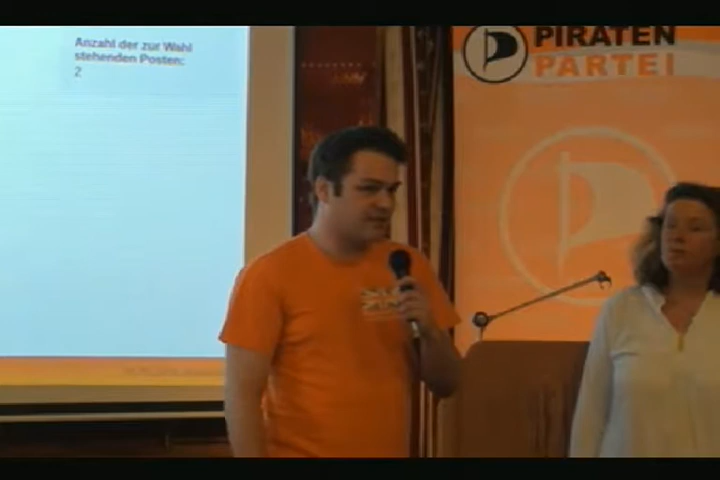 Anzahl der zur Wahl
stehenden Posten:
2
PIRATEN
PARTEI